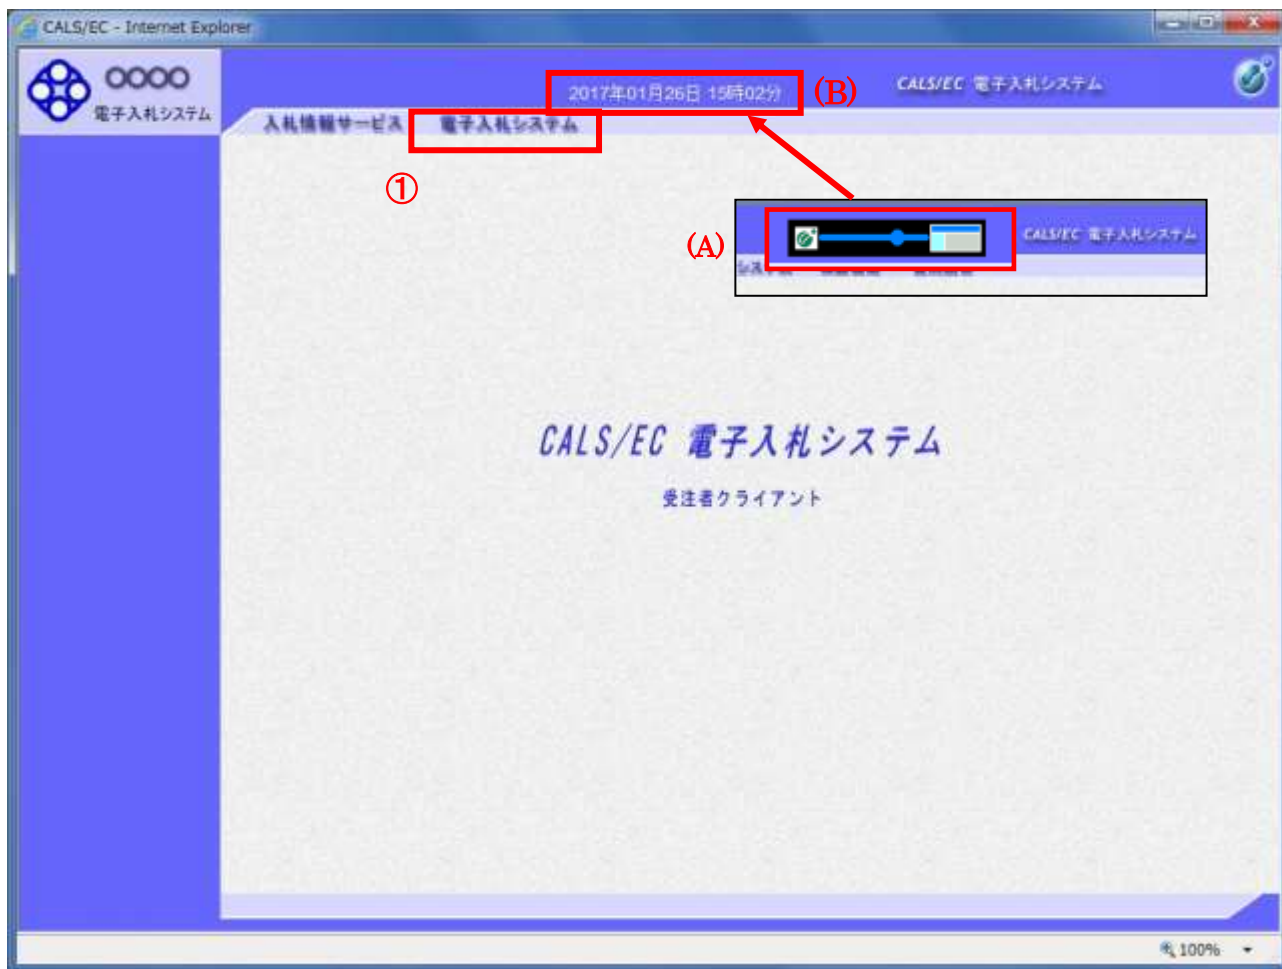 CALS/EC - Internet Explorer
○○○○
電子入札システム
2017年01月26日 15時02分
(B)
CALS/EC 電子入札システム
入札情報サービス
電子入札システム
①
(A)
CALS/EC 電子入札システム
システム
CALS/EC 電子入札システム
受注者クライアント
100%